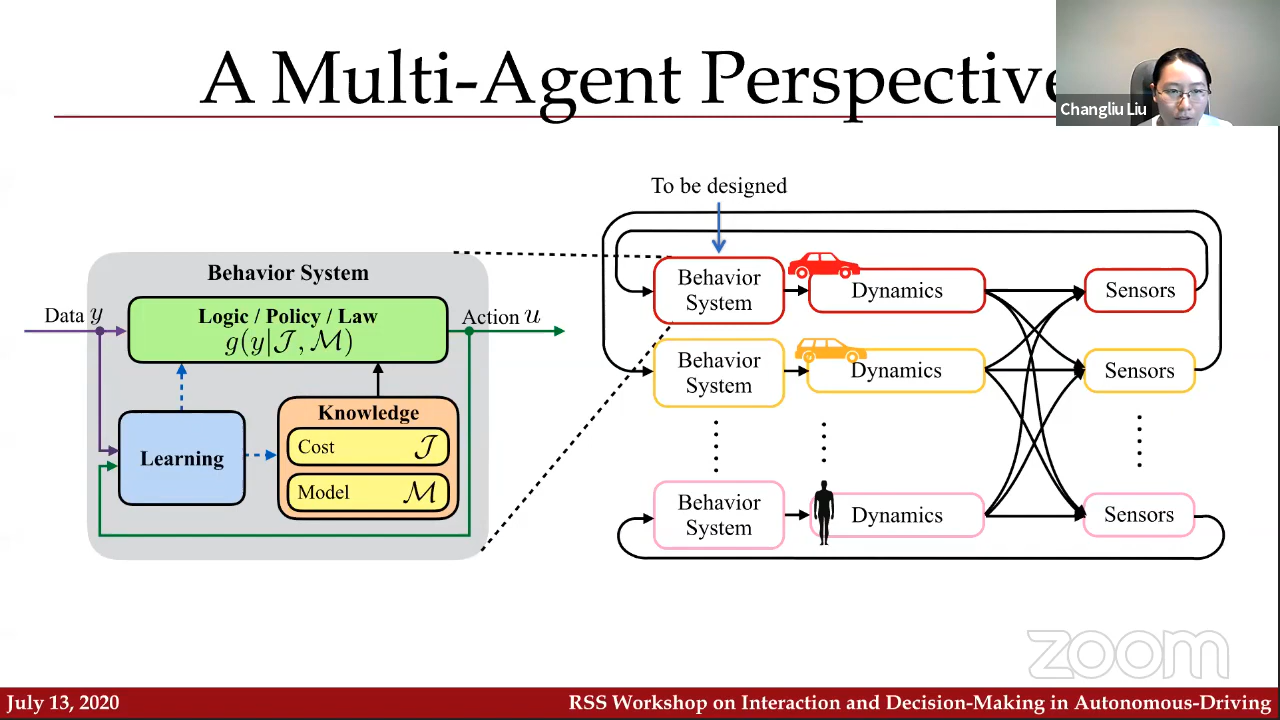 A Multi-Agent Perspective
Changliu Liu
To be designed
Behavior System
Data y
Logic / Policy / Law
g(y|𝒥, ℳ)
Action u
Learning
Knowledge
Cost 𝒥
Model ℳ
Behavior
System
Dynamics
Sensors
Behavior
System
Dynamics
Sensors
Behavior
System
Dynamics
Sensors
zoom
July 13, 2020
RSS Workshop on Interaction and Decision-Making in Autonomous-Driving